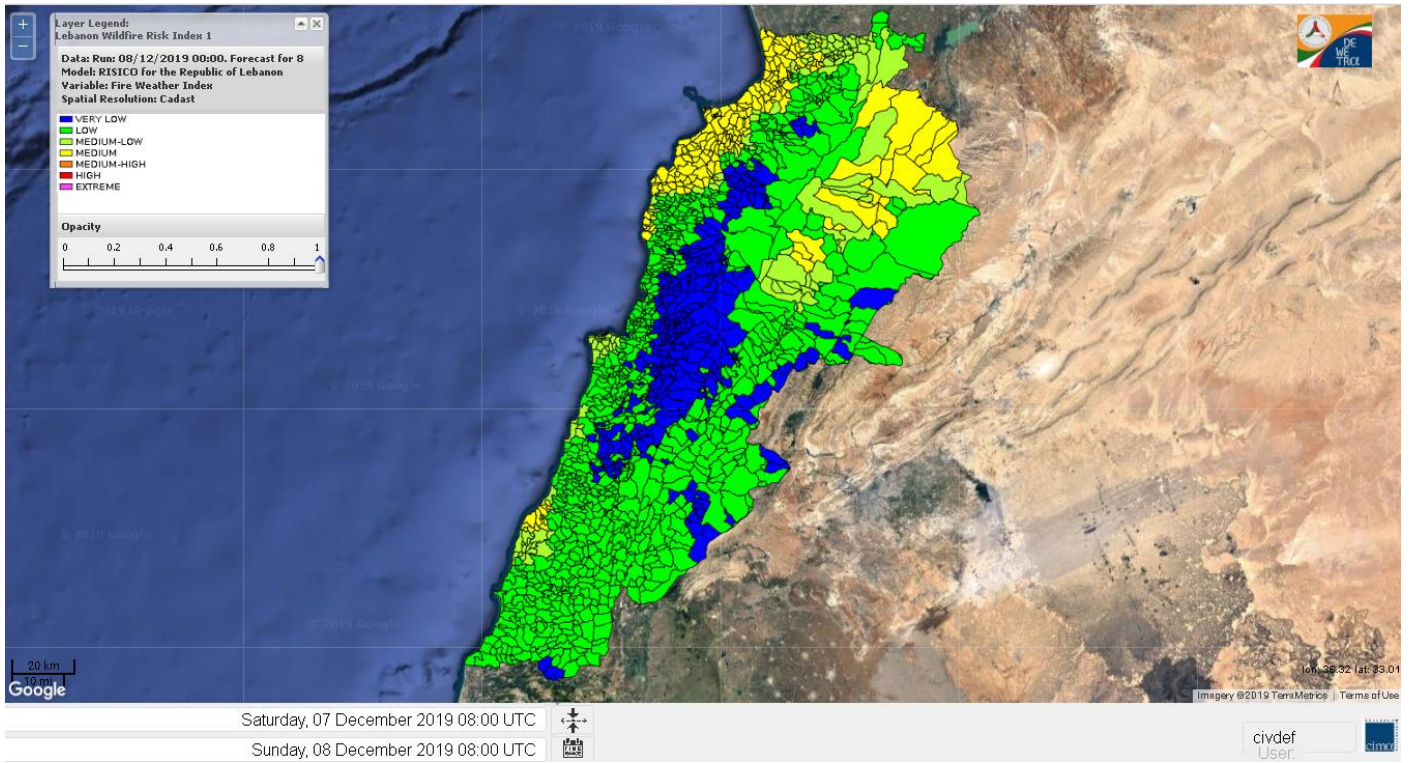 +
−
Layer Legend:
Lebanon Wildfire Risk Index 1
Data: Run: 08/12/2019 00:00. Forecast for 8
Model: RISICO for the Republic of Lebanon
Variable: Fire Weather Index
Spatial Resolution: Cadast
VERY LOW
LOW
MEDIUM-LOW
MEDIUM
MEDIUM-HIGH
HIGH
EXTREME
Opacity
0 0.2 0.4 0.6 0.8 1
DE
WE
TRA
© 2019 Google
© 2019 Google
© 2019 Google
© 2019 Google
© 2019 Google
© 2019 Google
20 km
10 mi
Google
lon: 36.32 lat: 33.01
Imagery ©2019 TerraMetrics Terms of Use
Saturday, 07 December 2019 08:00 UTC
Sunday, 08 December 2019 08:00 UTC
civdef
User:
cima